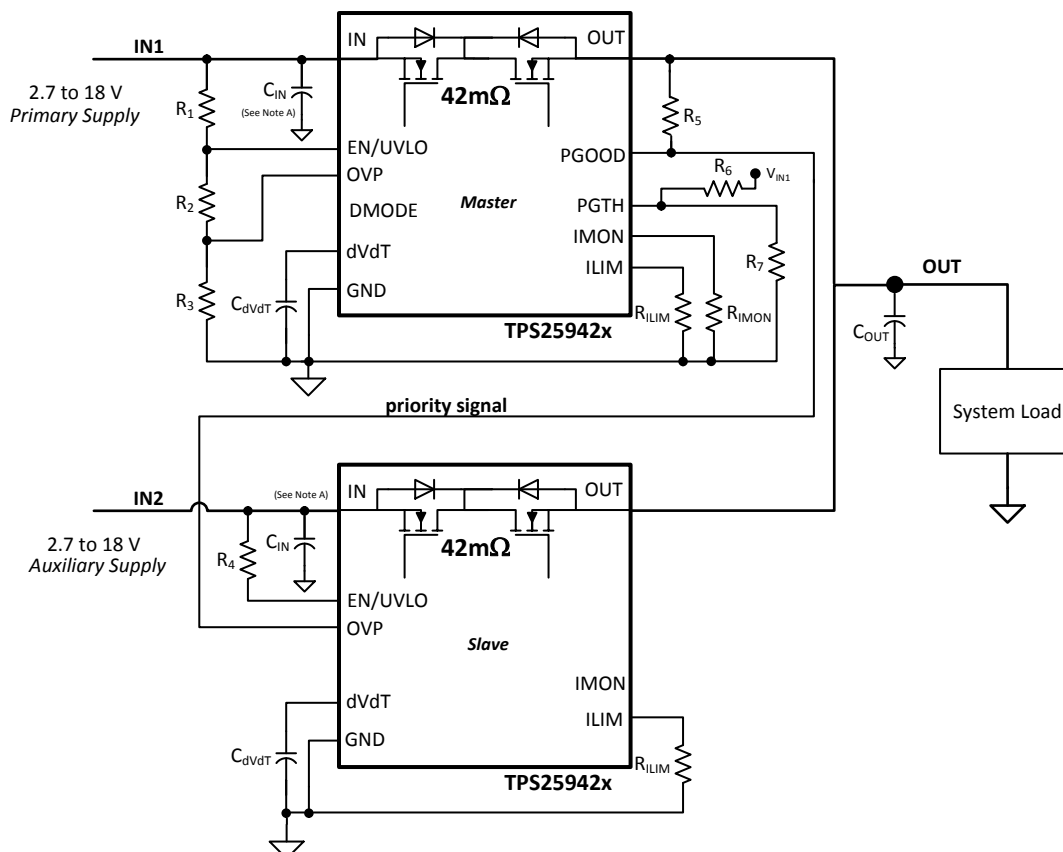 IN1
2.7 to 18 V
Primary Supply
R1
R2
R3
CIN
(See Note A)
CdVdT
IN
OUT
42mΩ
EN/UVLO
OVP
DMODE
dVdT
GND
Master
PGOOD
PGTH
IMON
ILIM
TPS25942x
R5
R6
VIN1
R7
RILIM
RIMON
OUT
COUT
System Load
priority signal
IN2
2.7 to 18 V
Auxiliary Supply
(See Note A)
CIN
R4
IN
OUT
42mΩ
EN/UVLO
OVP
Slave
dVdT
GND
IMON
ILIM
CdVdT
RILIM
TPS25942x